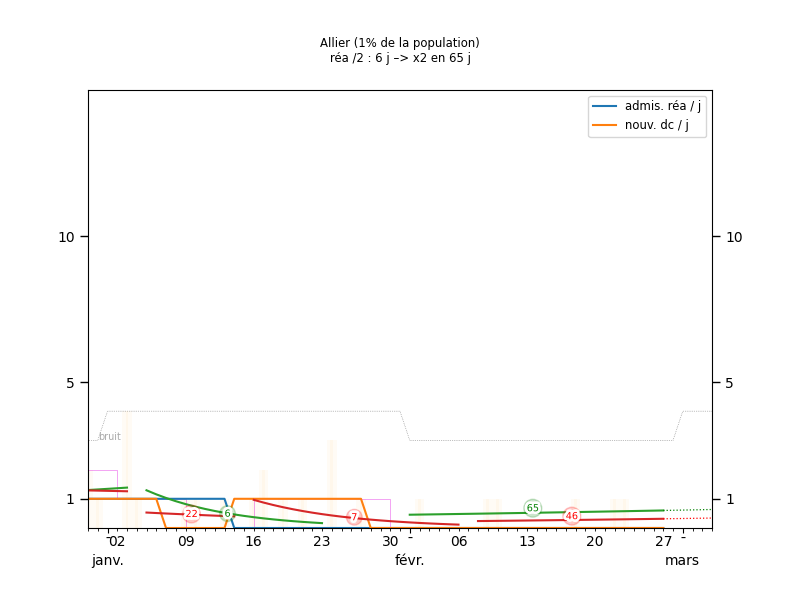 Allier (1% de la population)
réa /2 : 6 j –> x2 en 65 j
admis. réa / j
nouv. dc / j
10
10
5
5
bruit
1
1
22
6
7
65
46
02
09
16
23
30
06
13
20
27
janv.
févr.
mars